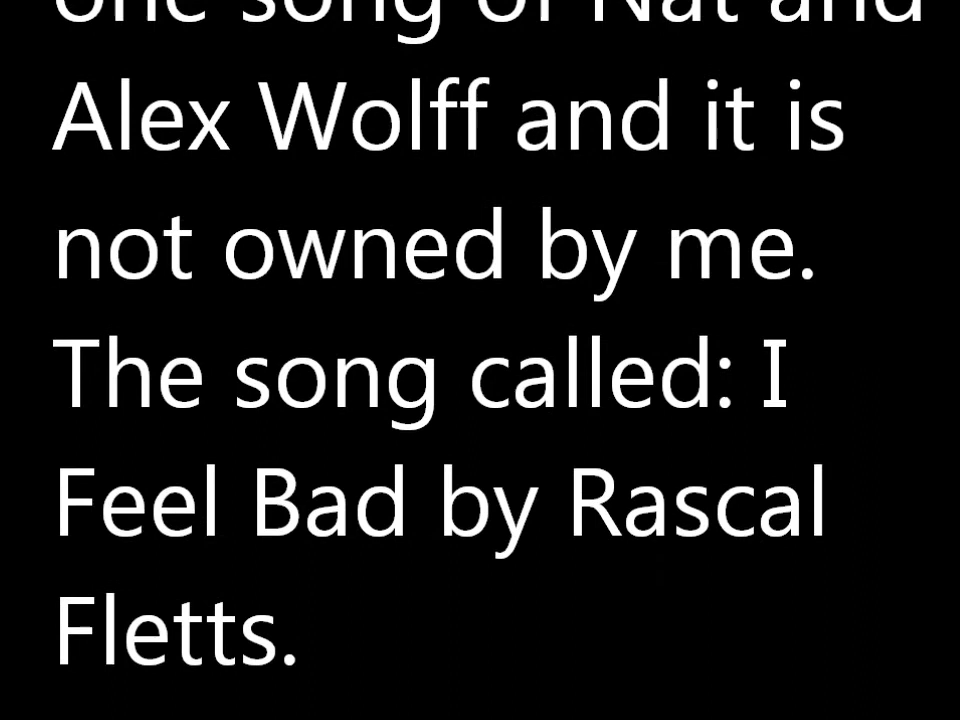 one song of Nat and
Alex Wolff and it is
not owned by me.
The song called: I
Feel Bad by Rascal
Fletts.